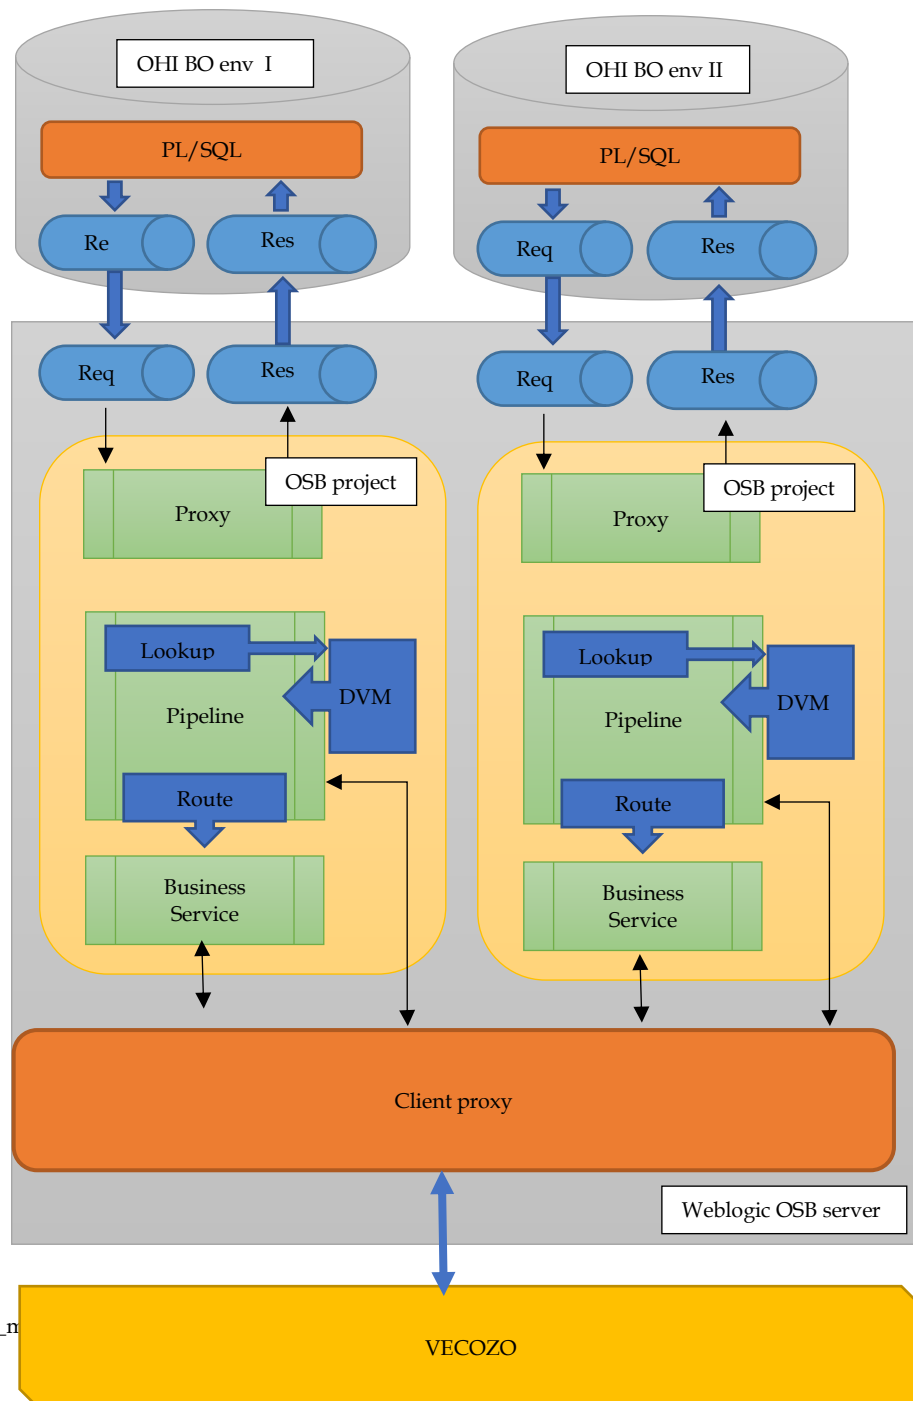 OHI BO env I
OHI BO env II
PL/SQL
PL/SQL
Re
Res
Req
Res
Req
Res
Req
Res
OSB project
OSB project
Proxy
Proxy
Lookup
DVM
Pipeline
Route
Lookup
DVM
Pipeline
Route
Business
Service
Business
Service
Client proxy
Weblogic OSB server
VECOZO